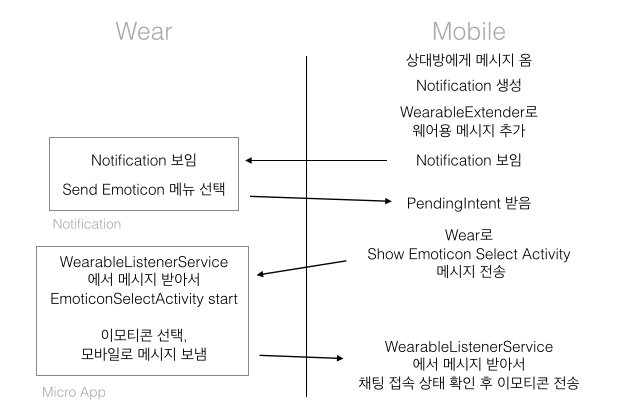 Wear
Mobile
상대방에게 메시지 옴
Notification 생성
WearableExtender로
웨어용 메시지 추가
Notification 보임
Notification 보임
Send Emoticon 메뉴 선택
Notification
PendingIntent 받음
Wear로
Show Emoticon Select Activity
메시지 전송
WearableListenerService
에서 메시지 받아서
EmoticonSelectActivity start
이모티콘 선택,
모바일로 메시지 보냄
Micro App
WearableListenerService
에서 메시지 받아서
채팅 접속 상태 확인 후 이모티콘 전송